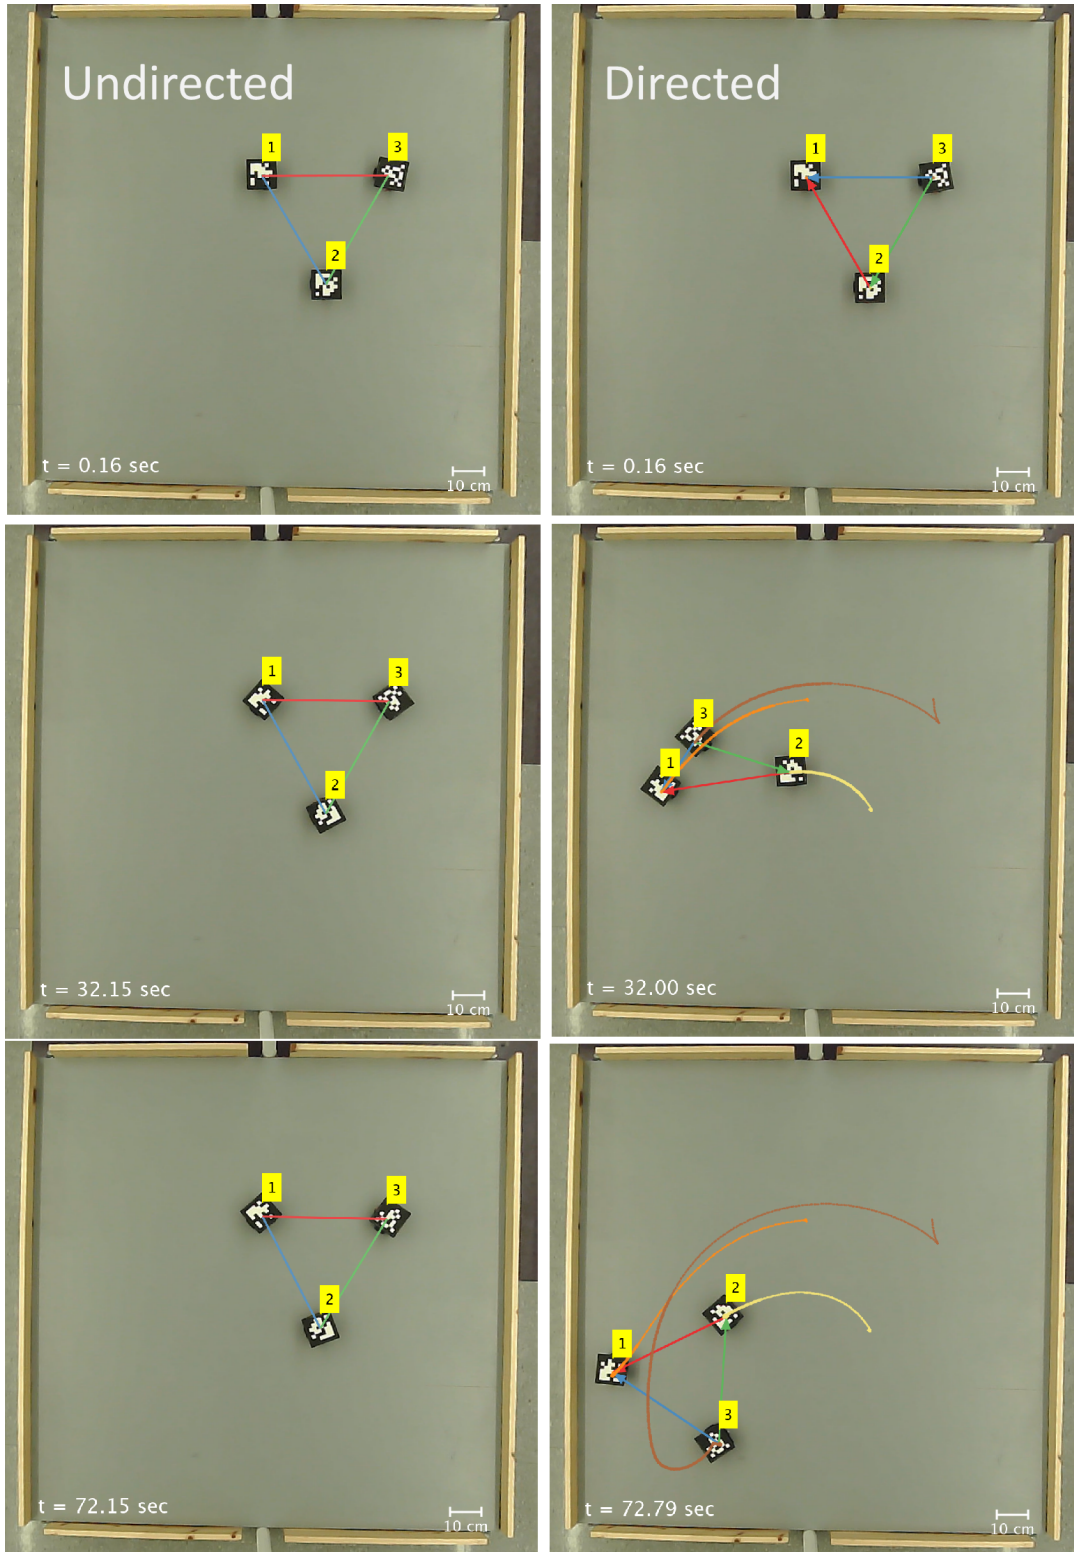 Undirected
1
3
2
t = 0.16 sec
10 cm
Directed
1
3
2
t = 0.16 sec
10 cm
1
3
2
t = 32.15 sec
10 cm
3
2
1
t = 32.00 sec
10 cm
1
3
2
t = 72.15 sec
10 cm
2
1
3
t = 72.79 sec
10 cm